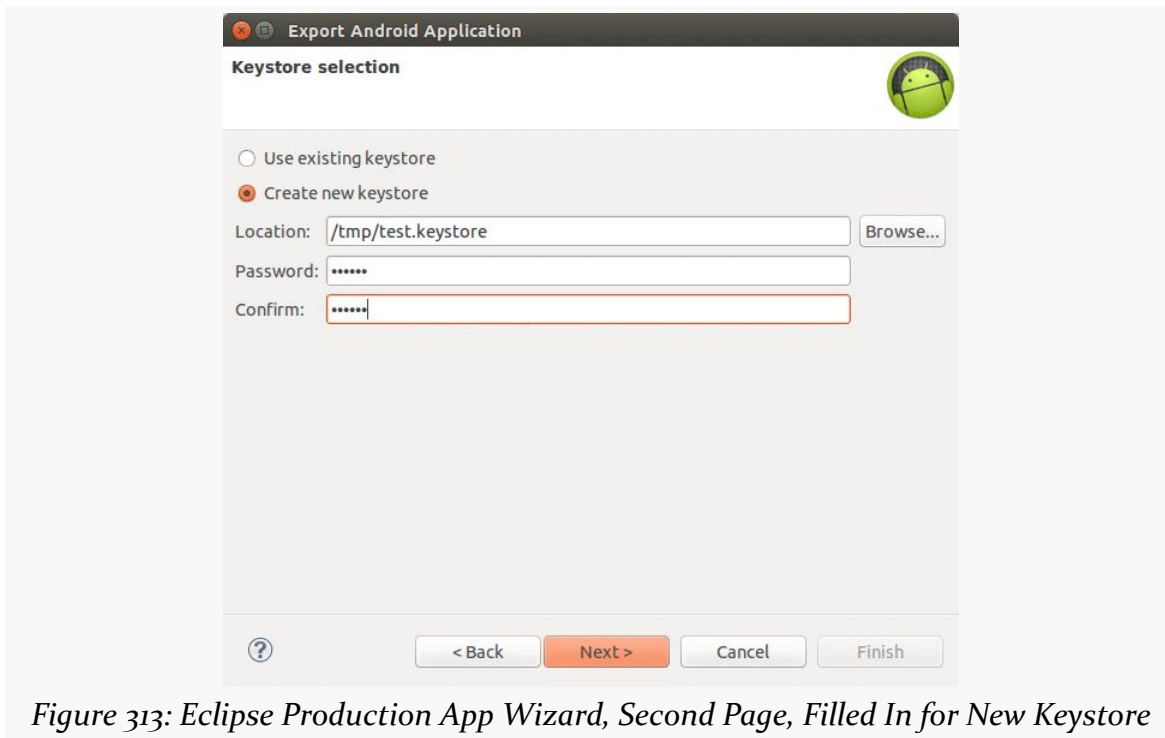 Export Android Application
Keystore selection
Use existing keystore
Create new keystore
Location: /tmp/test.keystore Browse...
Password: ••••••
Confirm: ••••••
? < Back Next > Cancel Finish
Figure 313: Eclipse Production App Wizard, Second Page, Filled In for New Keystore